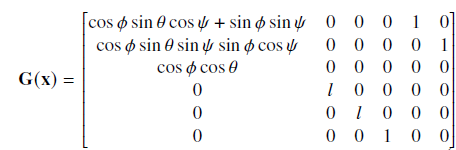 cos ϕ sin θ cos ψ + sin ϕ sin ψ 0 0 0 1 0
cos ϕ sin θ sin ψ sin ϕ cos ψ 0 0 0 0 1
G(x) = cos ϕ cos θ 0 0 0 0 0
0 l 0 0 0 0
0 0 l 0 0 0
0 0 0 1 0 0